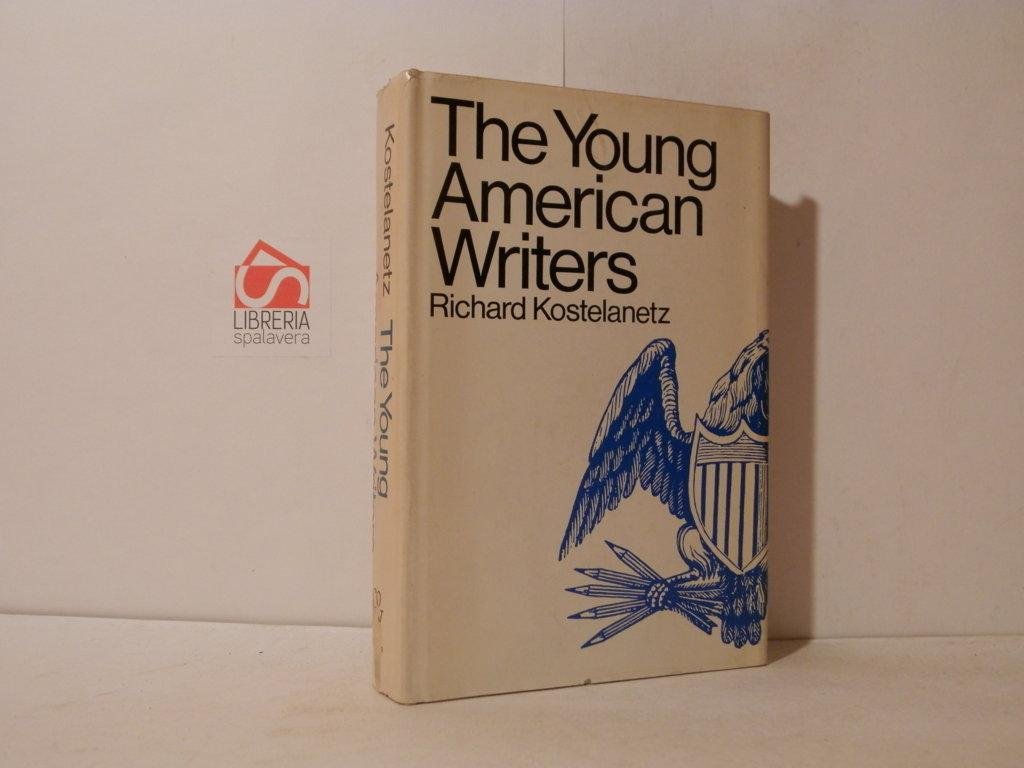 The Young
American
Writers
Richard Kostelanetz
Kostelanetz
The Young
LIBRERIA
spalavera